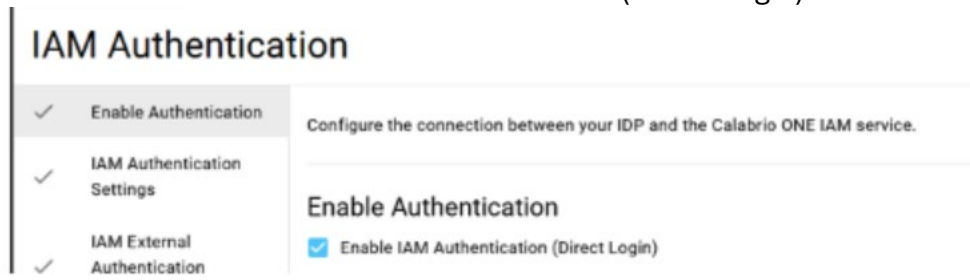 IAM Authentication
Enable Authentication
Configure the connection between your IDP and the Calabrio ONE IAM service.
IAM Authentication
Settings
Enable Authentication
Enable IAM Authentication (Direct Login)
IAM External
Authentication